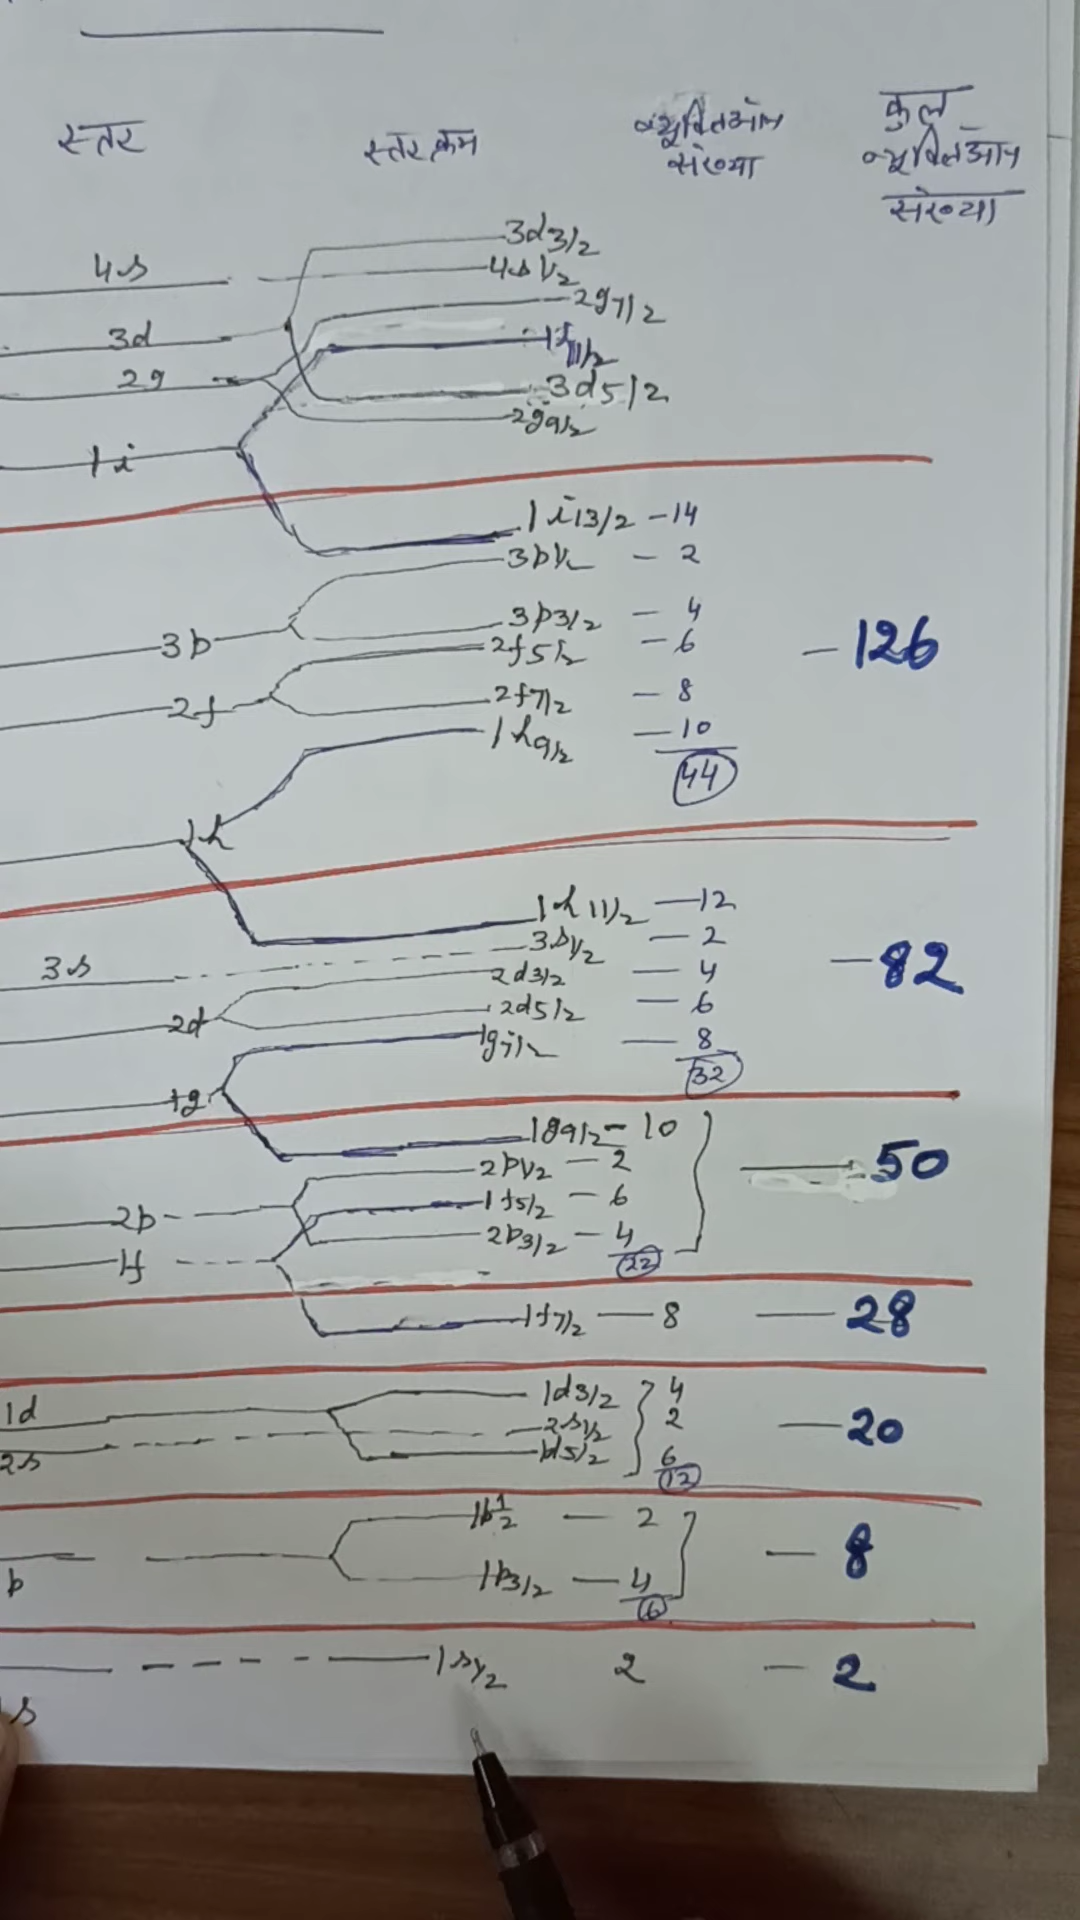 स्तर स्तर क्रम न्यूक्लिऑन संख्या कुल न्यूक्लिऑन संख्या
3d3/2
4s 4s1/2
2g7/2
3d
3d5/2
2g
2g9/2
1i
1i13/2 – 14
3p1/2 – 2
3p3/2 – 4
3p 2f5/2 – 6 – 126
2f7/2 – 8
2f
1h9/2 – 10
44
1h
1h11/2 – 12
3s1/2 – 2
3s 2d3/2 – 4 – 82
2d5/2 – 6
2d
1g7/2 – 8
32
1g
1g9/2 – 10
2p1/2 – 2 – 50
2p 1f5/2 – 6
2p3/2 – 4
1f 22
1f7/2 – 8 – 28
1d3/2 4
1d 2s1/2 2 – 20
2s 1d5/2 6
12
1p1/2 – 2
– 8
p 1p3/2 – 4
6
1s1/2 2 – 2
s